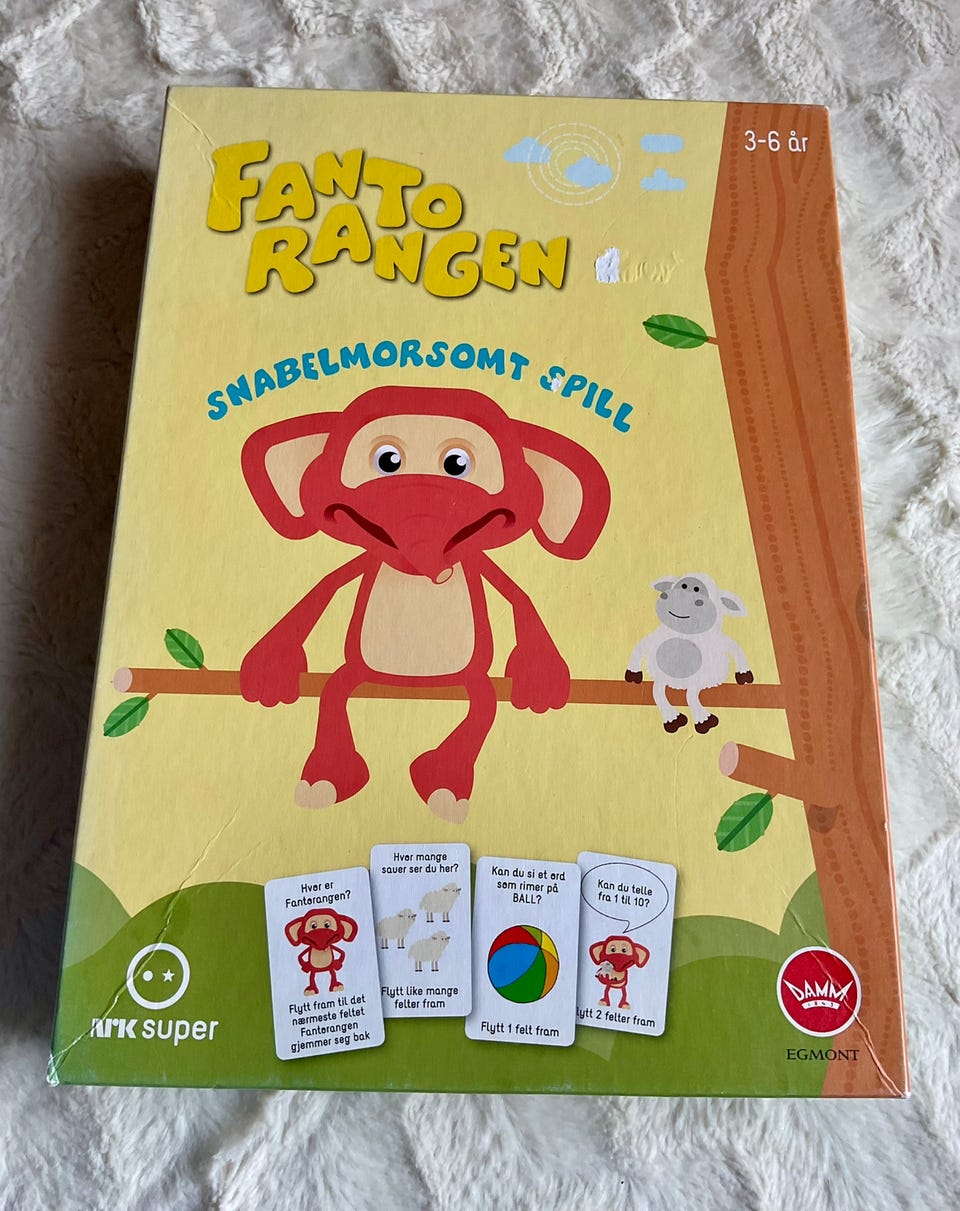 3-6 år
FANTO
RANGEN
SNABELMORSOMT SPILL
Hvor er
Fantorangen?
Flytt fram til det
nærmeste feltet
Fantorangen
gjemmer seg bak
Hvor mange
sauer ser du her?
Flytt like mange
felter fram
Kan du si et ord
som rimer på
BALL?
Flytt 1 felt fram
Kan du telle
fra 1 til 10?
Flytt 2 felter fram
NRK super
DAMM
1843
EGMONT